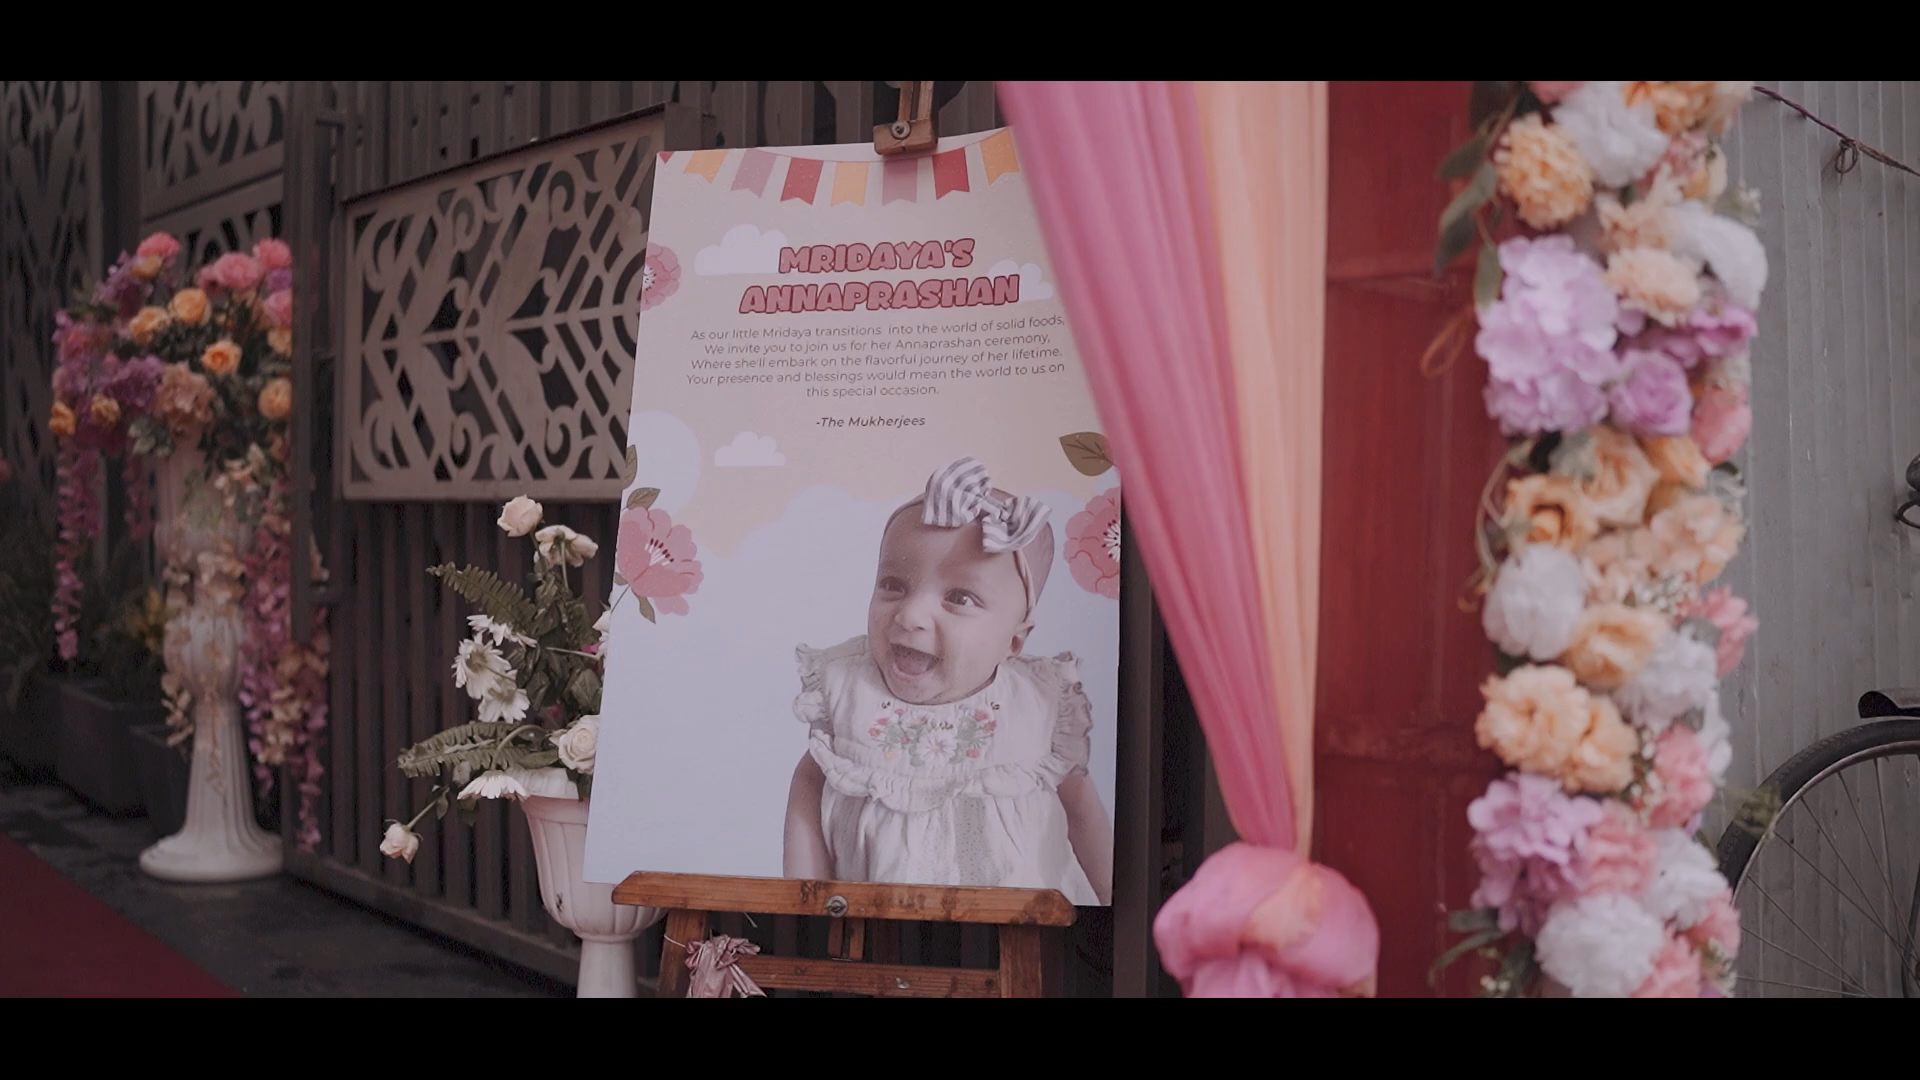 MRIDAYA'S
ANNAPRASHAN
As our little Mridaya transitions into the world of solid foods,
We invite you to join us for her Annaprashan ceremony,
Where she'll embark on the flavorful journey of her lifetime.
Your presence and blessings would mean the world to us on
this special occasion.
-The Mukherjees